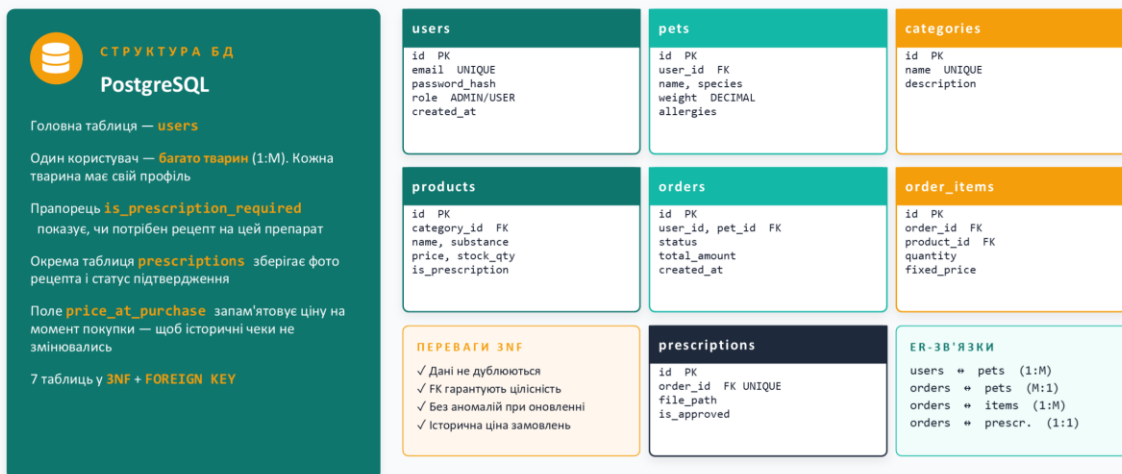 СТРУКТУРА БД
PostgreSQL
Головна таблиця — users
Один користувач — багато тварин (1:M). Кожна
тварина має свій профіль
Прапорець is_prescription_required
показує, чи потрібен рецепт на цей препарат
Окрема таблиця prescriptions зберігає фото
рецепта і статус підтвердження
Поле price_at_purchase запам'ятовує ціну на
момент покупки — щоб історичні чеки не
змінювались
7 таблиць у 3NF + FOREIGN KEY
users
id PK
email UNIQUE
password_hash
role ADMIN/USER
created_at
pets
id PK
user_id FK
name, species
weight DECIMAL
allergies
categories
id PK
name UNIQUE
description
products
id PK
category_id FK
name, substance
price, stock_qty
is_prescription
orders
id PK
user_id, pet_id FK
status
total_amount
created_at
order_items
id PK
order_id FK
product_id FK
quantity
fixed_price
ПЕРЕВАГИ 3NF
✓ Дані не дублюються
✓ FK гарантують цілісність
✓ Без аномалій при оновленні
✓ Історична ціна замовлень
prescriptions
id PK
order_id FK UNIQUE
file_path
is_approved
ER-ЗВ'ЯЗКИ
users ↔ pets (1:M)
orders ↔ pets (M:1)
orders ↔ items (1:M)
orders ↔ prescr. (1:1)